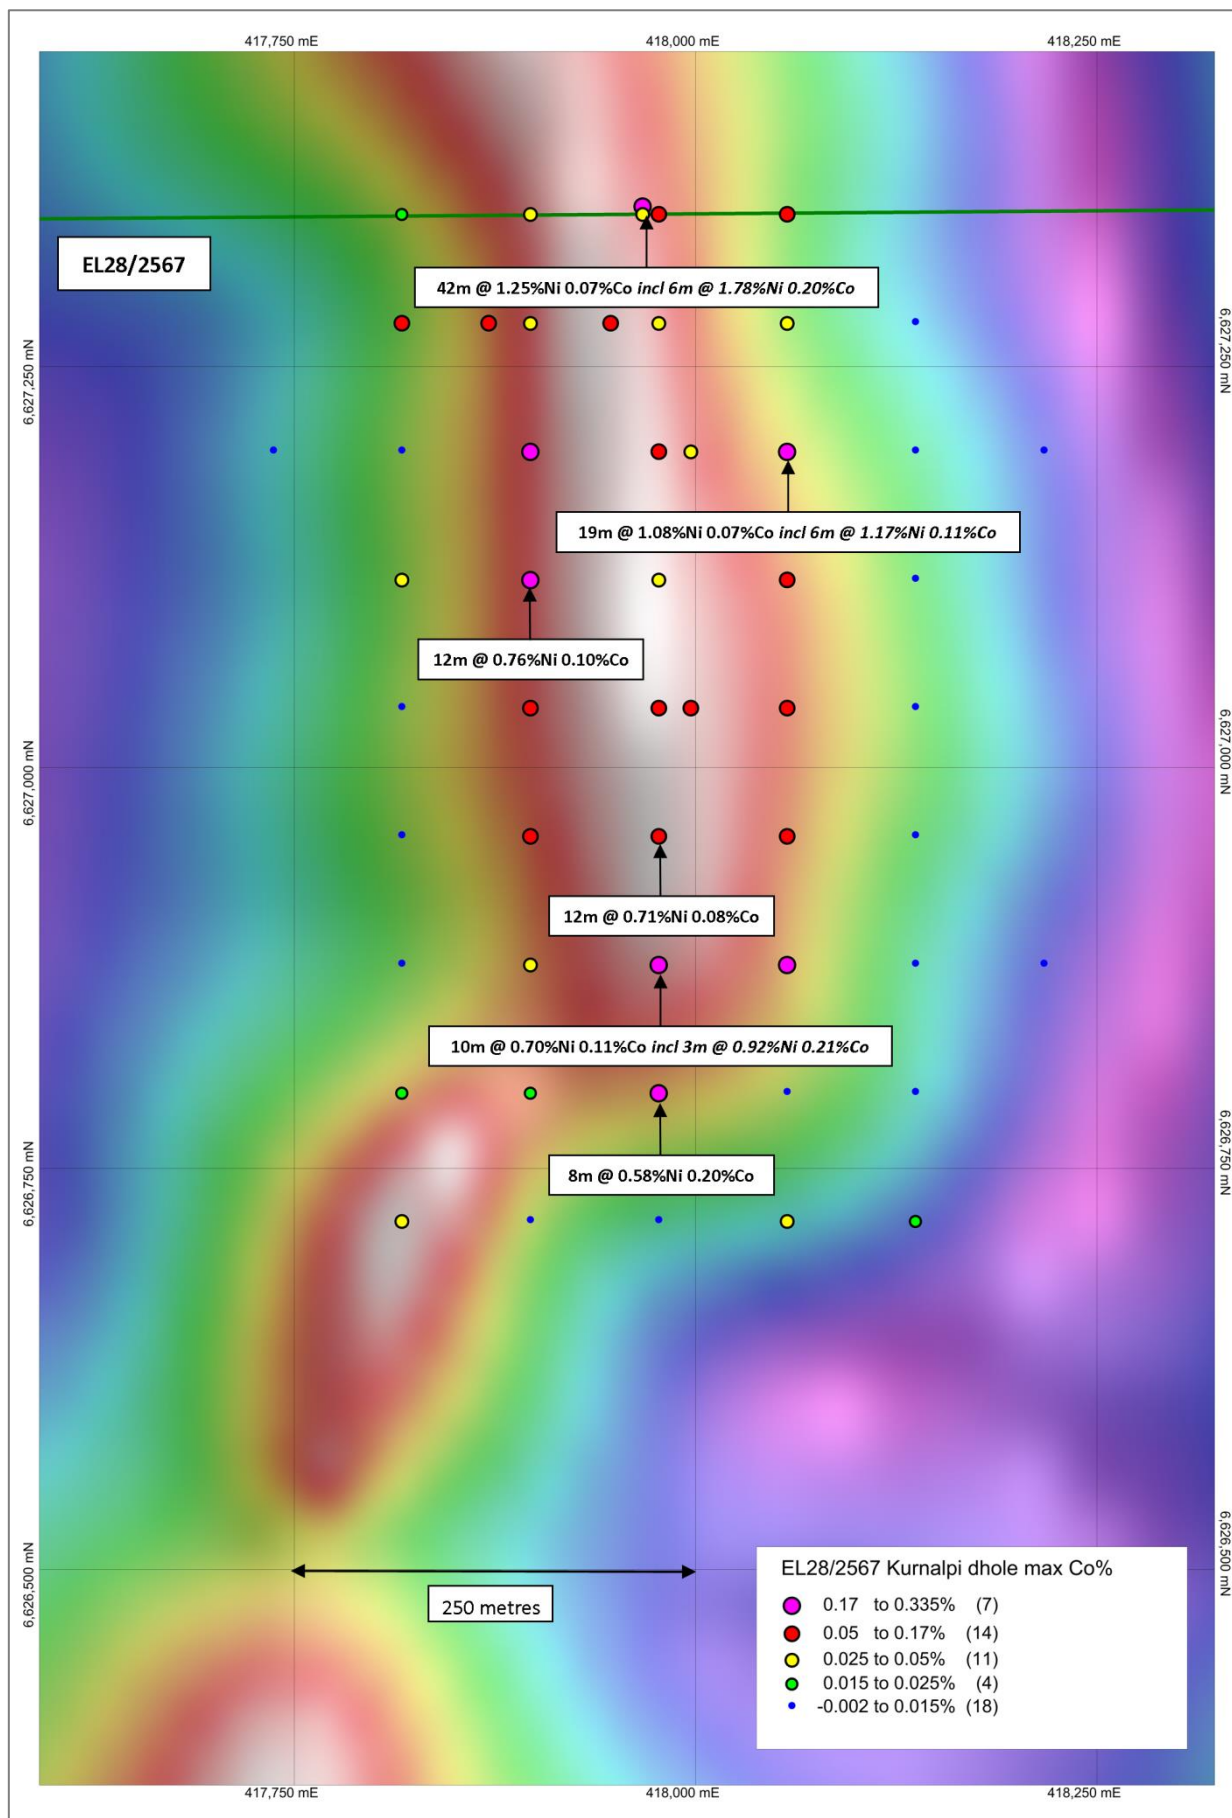 417,750 mE
418,000 mE
418,250 mE
EL28/2567
42m @ 1.25%Ni 0.07%Co incl 6m @ 1.78%Ni 0.20%Co
6,627,250 mN
6,627,250 mN
19m @ 1.08%Ni 0.07%Co incl 6m @ 1.17%Ni 0.11%Co
12m @ 0.76%Ni 0.10%Co
6,627,000 mN
6,627,000 mN
12m @ 0.71%Ni 0.08%Co
10m @ 0.70%Ni 0.11%Co incl 3m @ 0.92%Ni 0.21%Co
6,626,750 mN
6,626,750 mN
8m @ 0.58%Ni 0.20%Co
6,626,500 mN
6,626,500 mN
250 metres
EL28/2567 Kurnalpi dhole max Co%
0.17 to 0.335% (7)
0.05 to 0.17% (14)
0.025 to 0.05% (11)
0.015 to 0.025% (4)
-0.002 to 0.015% (18)
417,750 mE
418,000 mE
418,250 mE